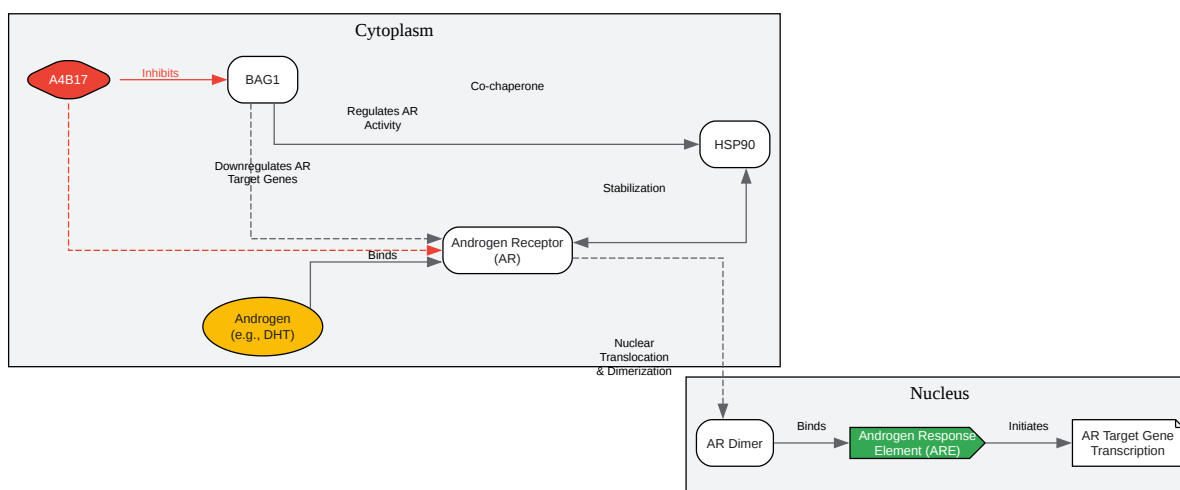 Cytoplasm
A4B17
Inhibits
BAG1
Co-chaperone
Regulates AR
Activity
HSP90
Downregulates AR
Target Genes
Stabilization
Androgen Receptor
(AR)
Binds
Androgen
(e.g., DHT)
Nuclear
Translocation
& Dimerization
Nucleus
AR Dimer
Binds
Androgen Response
Element (ARE)
Initiates
AR Target Gene
Transcription